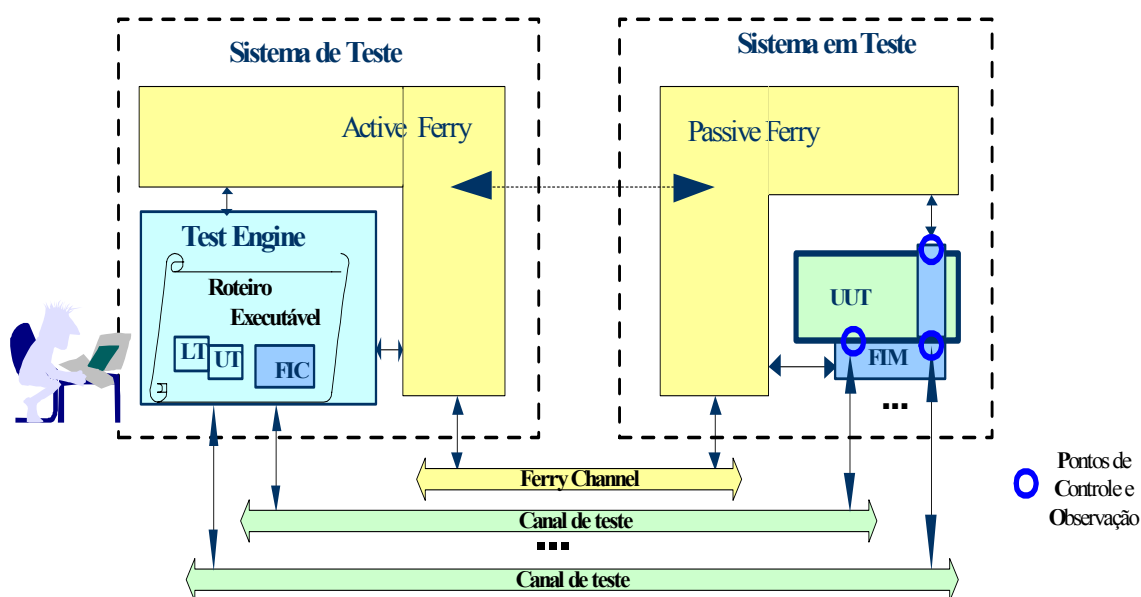 Sistema de Teste
Sistema em Teste
Active Ferry
Passive Ferry
Test Engine
Roteiro
Executável
LT
UT
FIC
UUT
FIM
...
Ferry Channel
Canal de teste
...
Canal de teste
Pontos de
Controle e
Observação